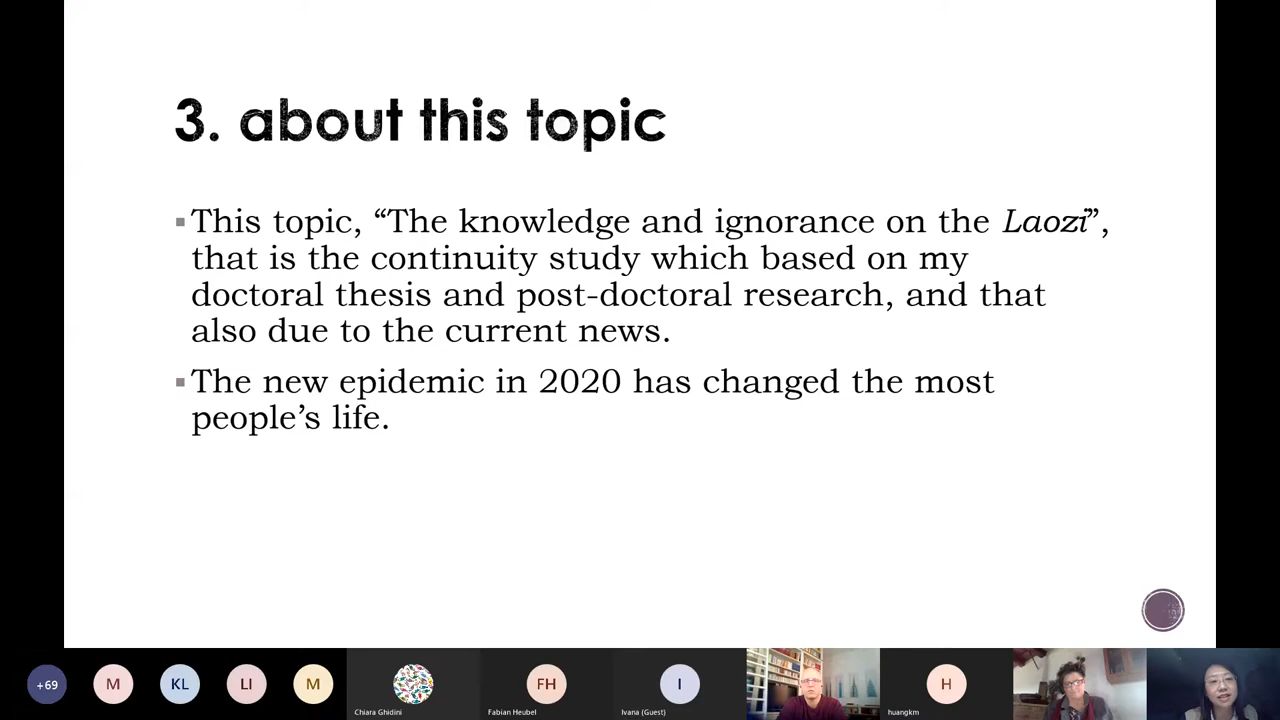 3. about this topic
This topic, “The knowledge and ignorance on the Laozi”,
that is the continuity study which based on my
doctoral thesis and post-doctoral research, and that
also due to the current news.
The new epidemic in 2020 has changed the most
people’s life.
+69
M
KL
LI
M
Chiara Ghidini
FH
Fabian Heubel
I
Ivana (Guest)
H
huangkm